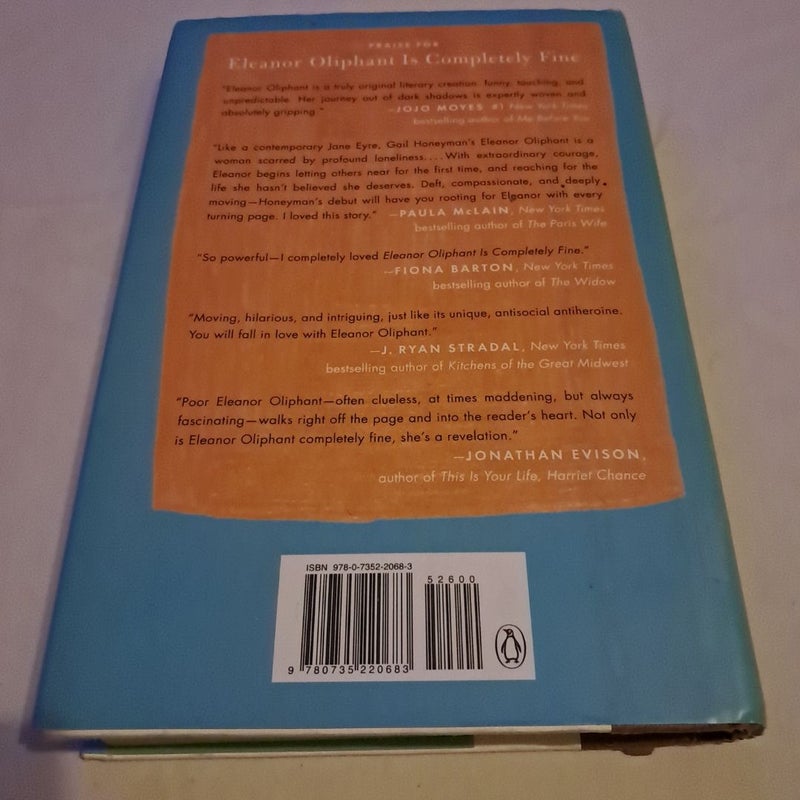 PRAISE FOR
Eleanor Oliphant Is Completely Fine
"Eleanor Oliphant is a truly original literary creation: funny, touching, and
unpredictable. Her journey out of dark shadows is expertly woven and
absolutely gripping." —JOJO MOYES, #1 New York Times
bestselling author of Me Before You
"Like a contemporary Jane Eyre, Gail Honeyman's Eleanor Oliphant is a
woman scarred by profound loneliness. . . . With extraordinary courage,
Eleanor begins letting others near for the first time, and reaching for the
life she hasn't believed she deserves. Deft, compassionate, and deeply
moving—Honeyman's debut will have you rooting for Eleanor with every
turning page. I loved this story." —PAULA McLAIN, New York Times
bestselling author of The Paris Wife
"So powerful—I completely loved Eleanor Oliphant Is Completely Fine."
—FIONA BARTON, New York Times
bestselling author of The Widow
"Moving, hilarious, and intriguing, just like its unique, antisocial antiheroine.
You will fall in love with Eleanor Oliphant."
—J. RYAN STRADAL, New York Times
bestselling author of Kitchens of the Great Midwest
"Poor Eleanor Oliphant—often clueless, at times maddening, but always
fascinating—walks right off the page and into the reader's heart. Not only
is Eleanor Oliphant completely fine, she's a revelation."
—JONATHAN EVISON,
author of This Is Your Life, Harriet Chance
ISBN 978-0-7352-2068-3
52600
9 780735 220683